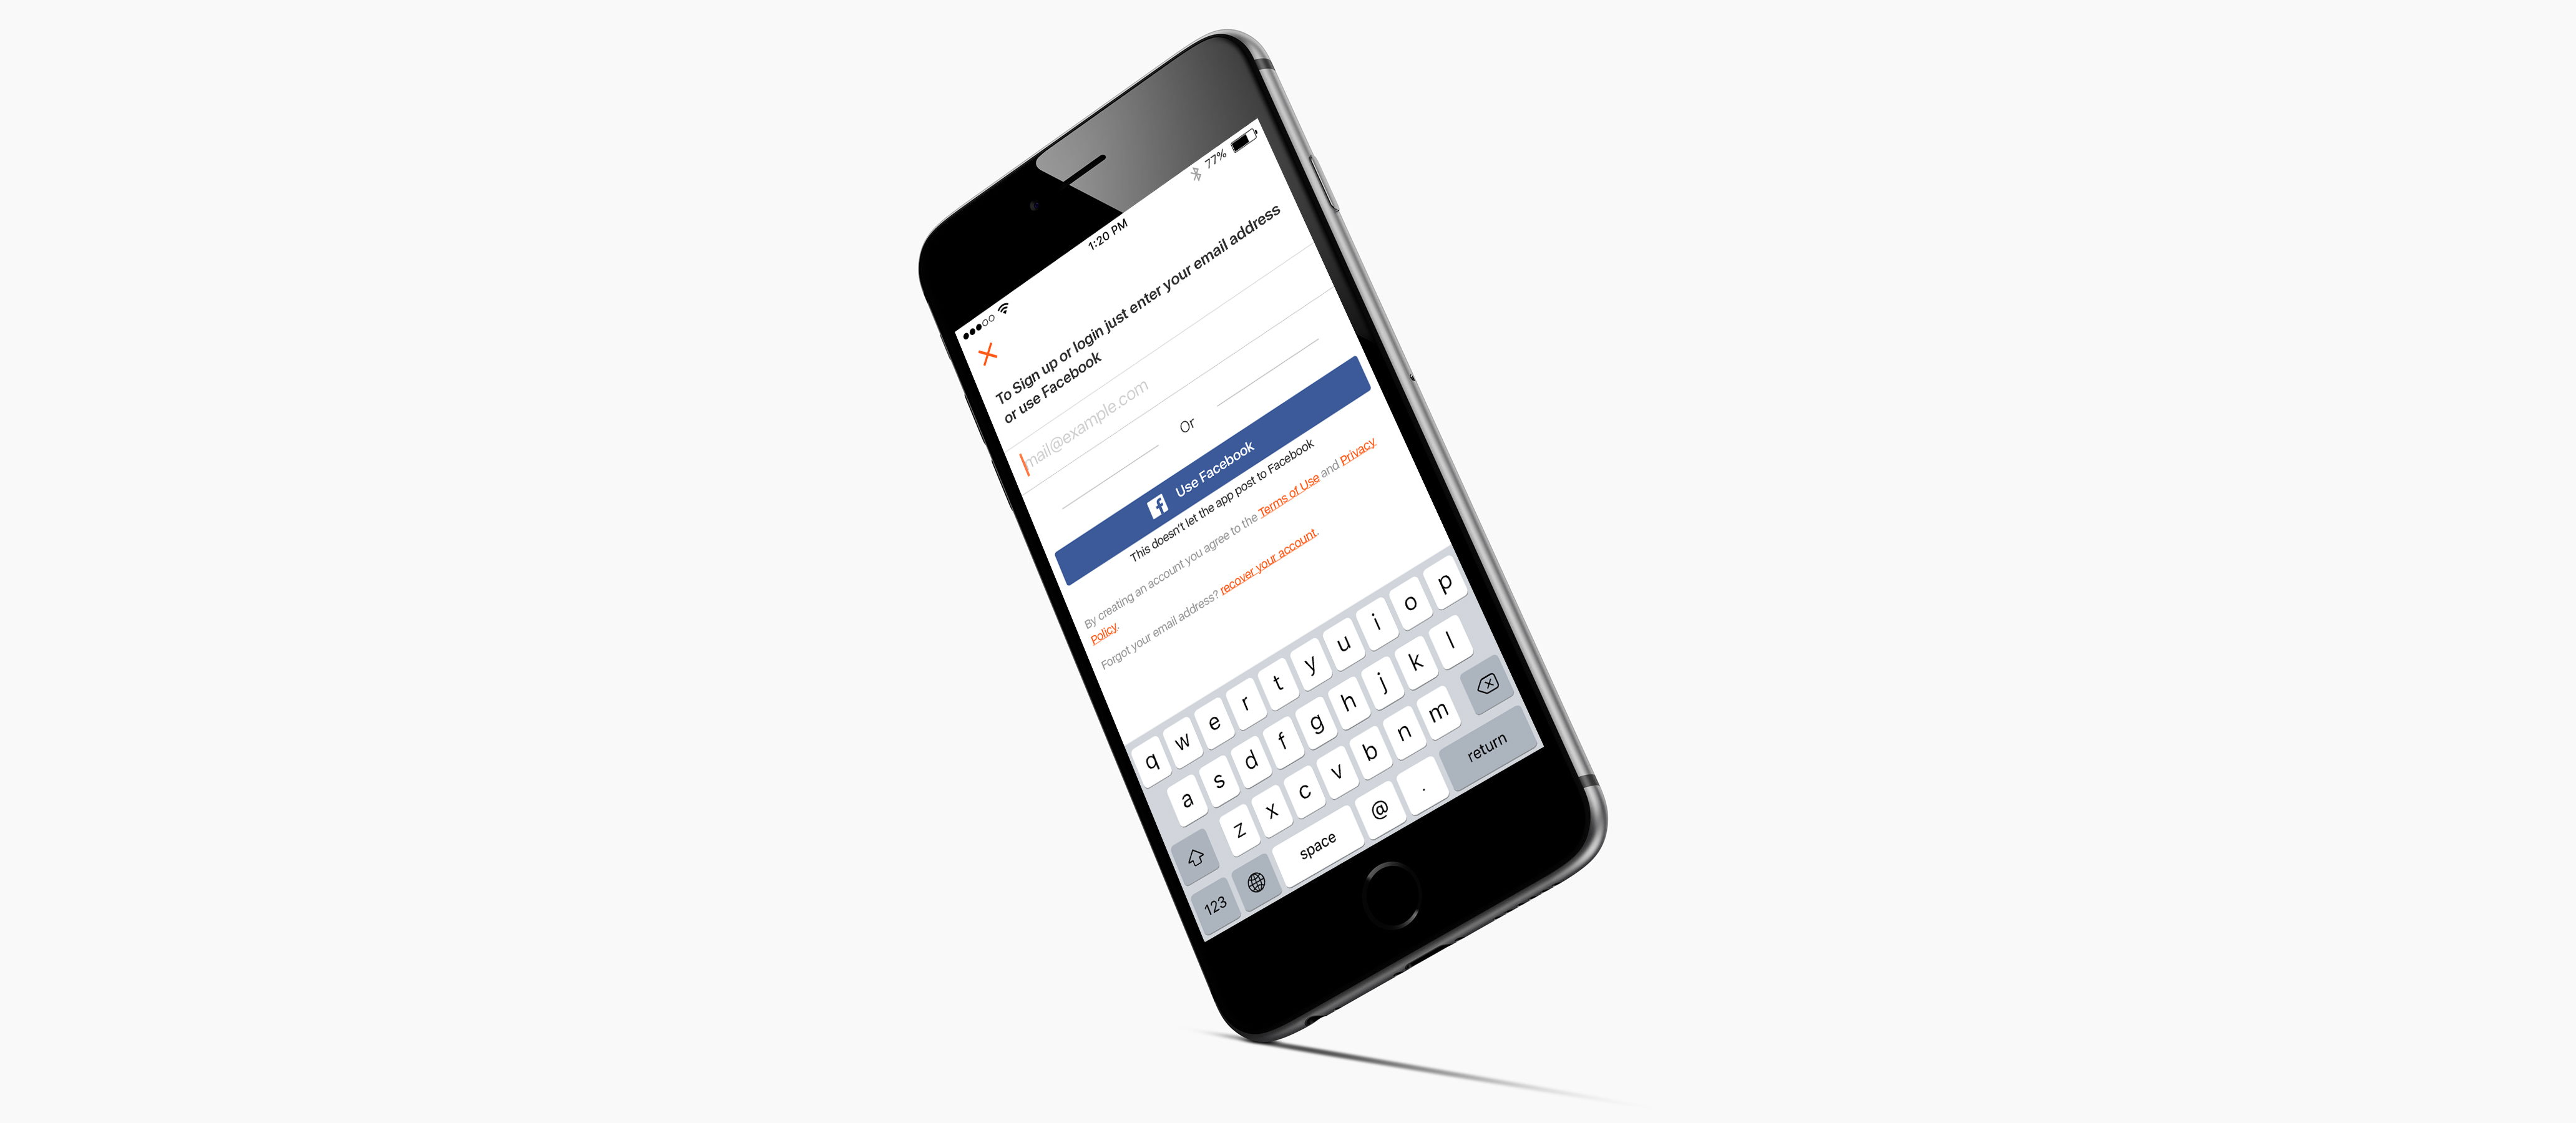 1:20 PM
77%
To Sign up or login just enter your email address
or use Facebook
mail@example.com
Or
f Use Facebook
This doesn't let the app post to Facebook
By creating an account you agree to the Terms of Use and Privacy
Policy.
Forgot your email address? recover your account.
q w e r t y u i o p
a s d f g h j k l
z x c v b n m
123 space @ . return